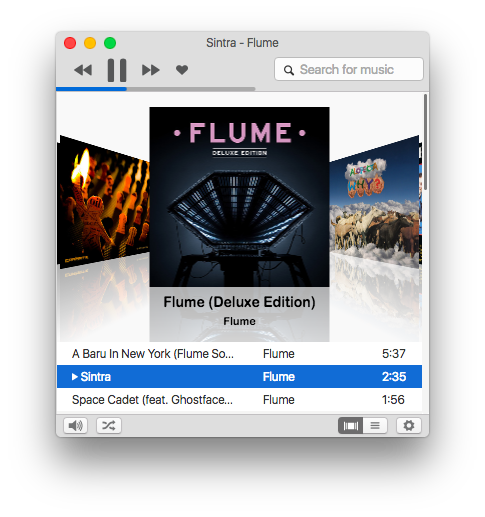 Sintra - Flume
Search for music
• FLUME •
DELUXE EDITION
WHY?
Flume (Deluxe Edition)
Flume
A Baru In New York (Flume So... Flume 5:37
Sintra Flume 2:35
Space Cadet (feat. Ghostface... Flume 1:56